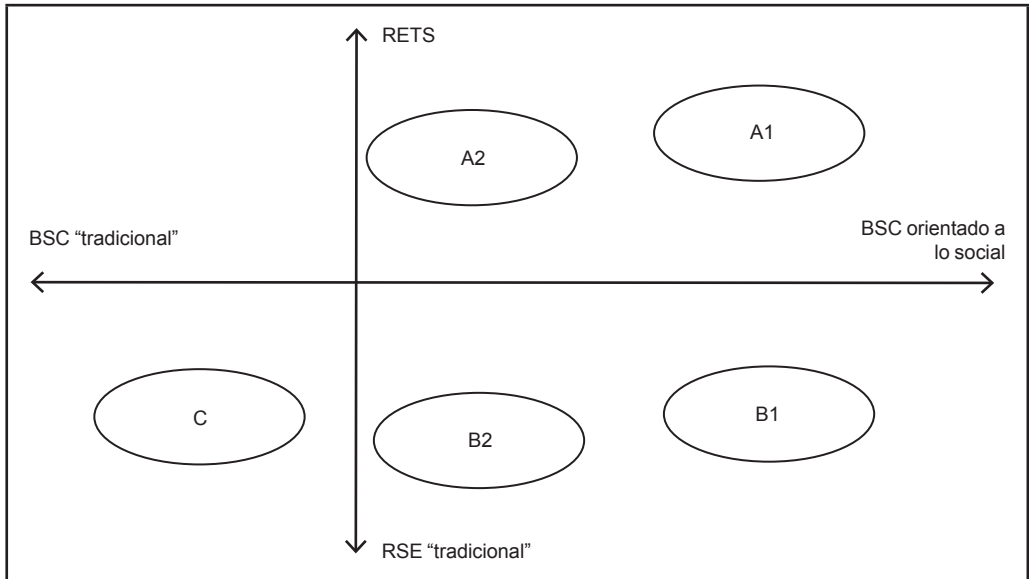 RETS
A1
A2
BSC “tradicional”
BSC orientado a
lo social
C
B2
B1
RSE “tradicional”